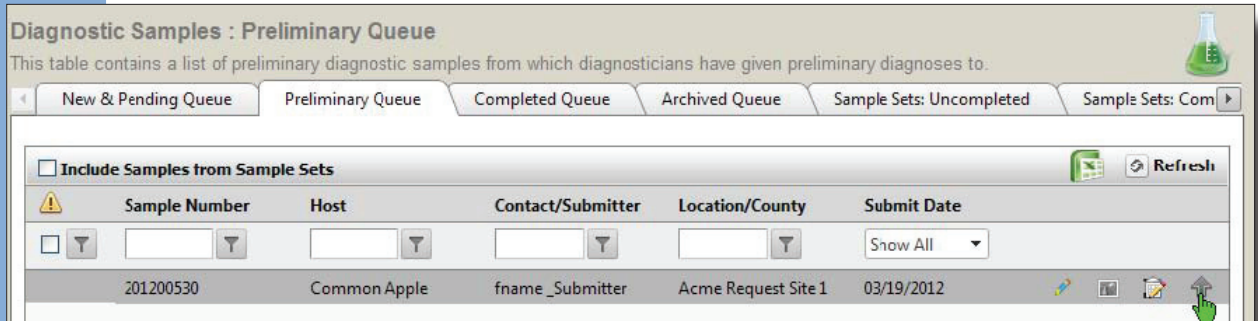 Diagnostic Samples : Preliminary Queue
This table contains a list of preliminary diagnostic samples from which diagnosticians have given preliminary diagnoses to.
New & Pending Queue Preliminary Queue Completed Queue Archived Queue Sample Sets: Uncompleted Sample Sets: Com
Include Samples from Sample Sets Refresh
Sample Number Host Contact/Submitter Location/County Submit Date
Show All
201200530 Common Apple fname _Submitter Acme Request Site 1 03/19/2012